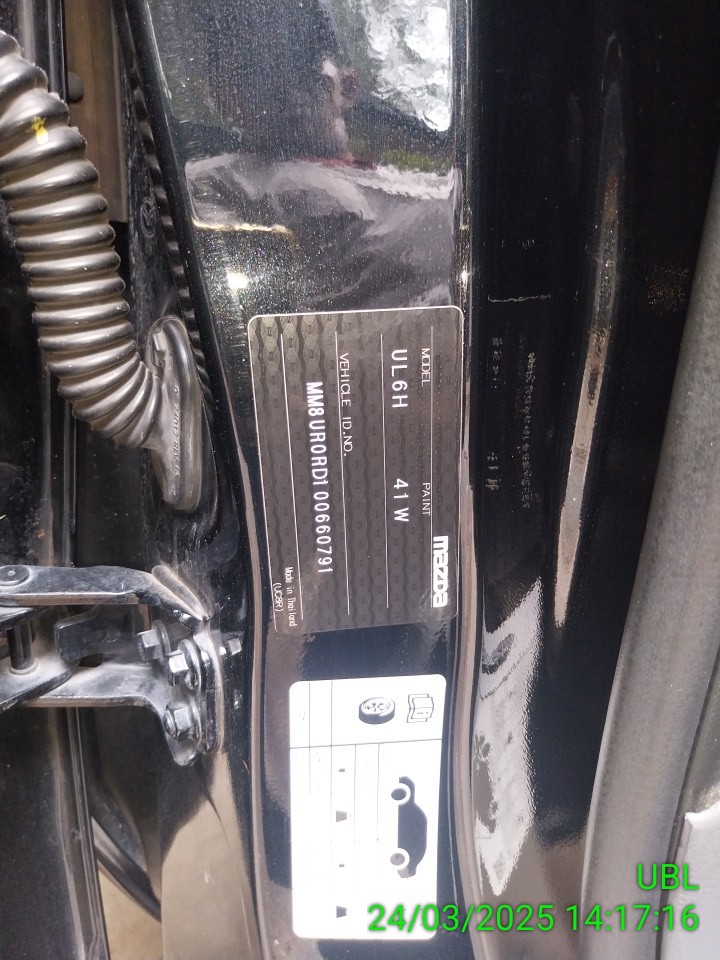 mazda
MODEL PAINT
UL6H 41W
VEHICLE ID.NO.
MM8UR0RD100660791
Made in Thailand
(UC9R)
UBL
24/03/2025 14:17:16